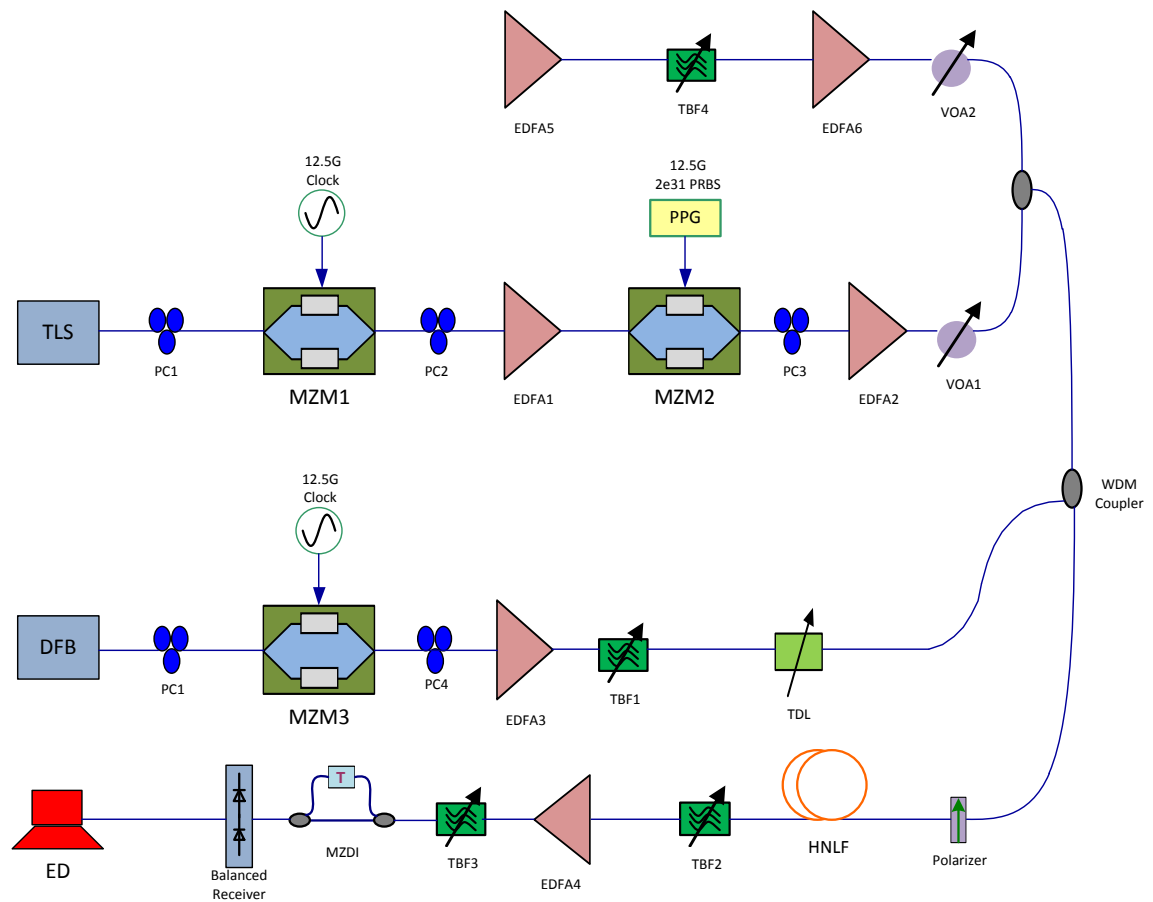 EDFA5
TBF4
EDFA6
VOA2
12.5G
Clock
12.5G
2e31 PRBS
PPG
TLS
PC1
MZM1
PC2
EDFA1
MZM2
PC3
EDFA2
VOA1
WDM
Coupler
12.5G
Clock
DFB
PC1
MZM3
PC4
EDFA3
TBF1
TDL
ED
Balanced
Receiver
T
MZDI
TBF3
EDFA4
TBF2
HNLF
Polarizer